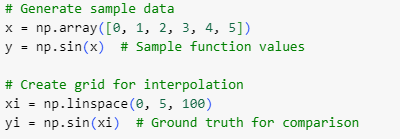 # Generate sample data
x = np.array([0, 1, 2, 3, 4, 5])
y = np.sin(x)  # Sample function values
# Create grid for interpolation
xi = np.linspace(0, 5, 100)
yi = np.sin(xi)  # Ground truth for comparison